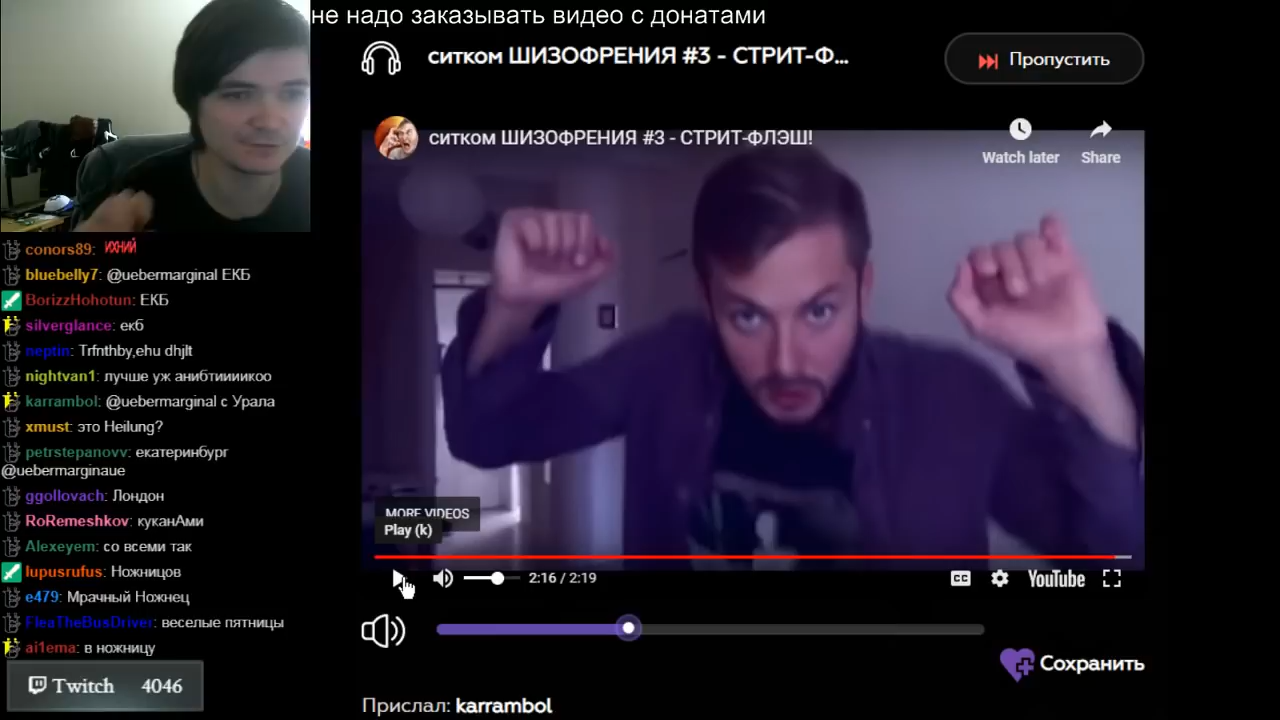 не надо заказывать видео с донатами
ситком ШИЗОФРЕНИЯ #3 - СТРИТ-Ф...
Пропустить
ситком ШИЗОФРЕНИЯ #3 - СТРИТ-ФЛЭШ!
Watch later
Share
conors89: ИХНИЙ
bluebelly7: @uebermarginal ЕКБ
BorizzHohotun: ЕКБ
silverglance: екб
neptin: Trfnthby,ehu dhjlt
nightvan1: лучше уж анибтиииикоо
karrambol: @uebermarginal с Урала
xmust: это Heilung?
petrstepanovv: екатеринбург
@uebermarginaue
ggollovach: Лондон
RoRemeshkov: куканАми
Alexeyem: со всеми так
lupusrufus: Ножницов
e479: Мрачный Ножнец
FleaTheBusDriver: веселые пятницы
ai1ema: в ножницу
Twitch 4046
MORE VIDEOS
Play (k)
2:16 / 2:19
CC
YouTube
Сохранить
Прислал: karrambol